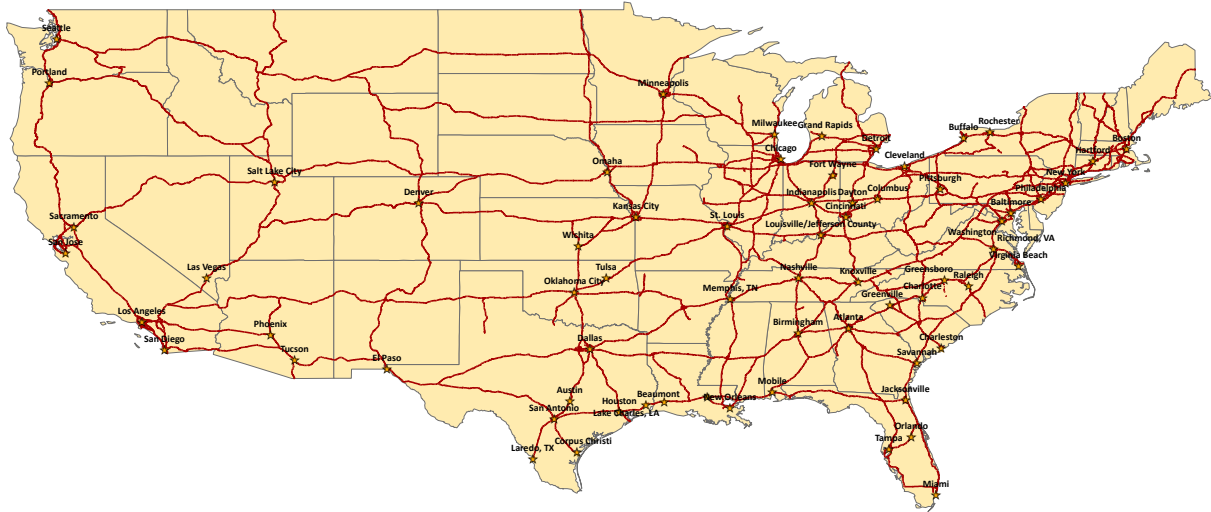 Seattle
Portland
Minneapolis
Milwaukee
Grand Rapids
Buffalo
Rochester
Detroit
Boston
Chicago
Hartford
Cleveland
Omaha
Fort Wayne
Salt Lake City
New York
Pittsburgh
Denver
Indianapolis
Dayton
Columbus
Philadelphia
Kansas City
Cincinnati
Baltimore
Sacramento
St. Louis
Louisville/Jefferson County
Wichita
Washington
Richmond, VA
San Jose
Virginia Beach
Las Vegas
Tulsa
Nashville
Knoxville
Greensboro
Raleigh
Oklahoma City
Memphis, TN
Charlotte
Greenville
Los Angeles
Phoenix
Birmingham
Atlanta
San Diego
Dallas
Charleston
Tucson
Savannah
El Paso
Mobile
Austin
Jacksonville
Beaumont
New Orleans
Houston
San Antonio
Lake Charles, LA
Orlando
Tampa
Corpus Christi
Laredo, TX
Miami